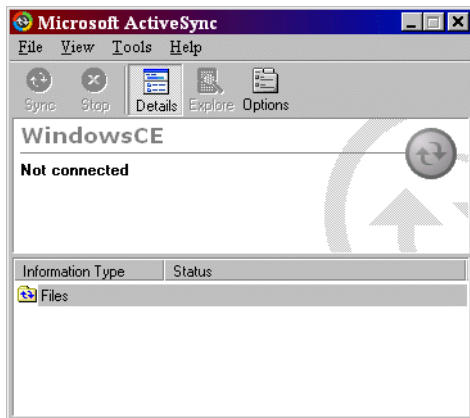 Microsoft ActiveSync
File View Tools Help
Sync Stop Details Explore Options
WindowsCE
Not connected
Information Type Status
Files